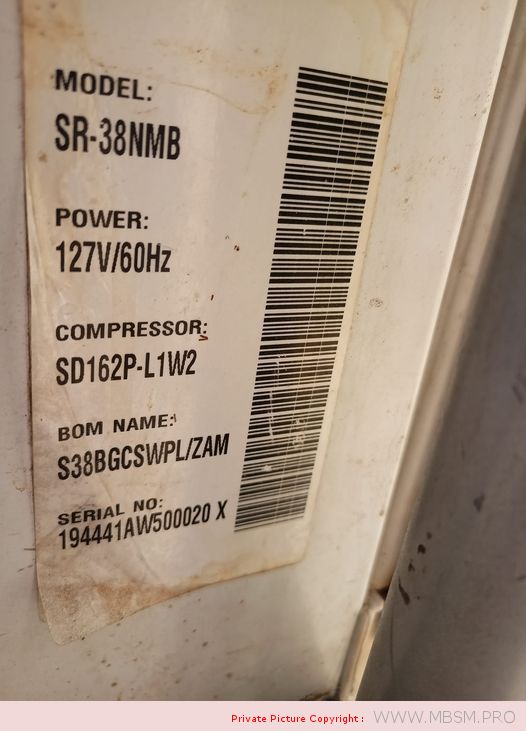 MODEL:
SR-38NMB
POWER:
127V/60Hz
COMPRESSOR:
SD162P-L1W2
BOM NAME:
S38BGCSWPL/ZAM
SERIAL NO:
194441AW500020 X
Private Picture Copyright : WWW.MBSM.PRO